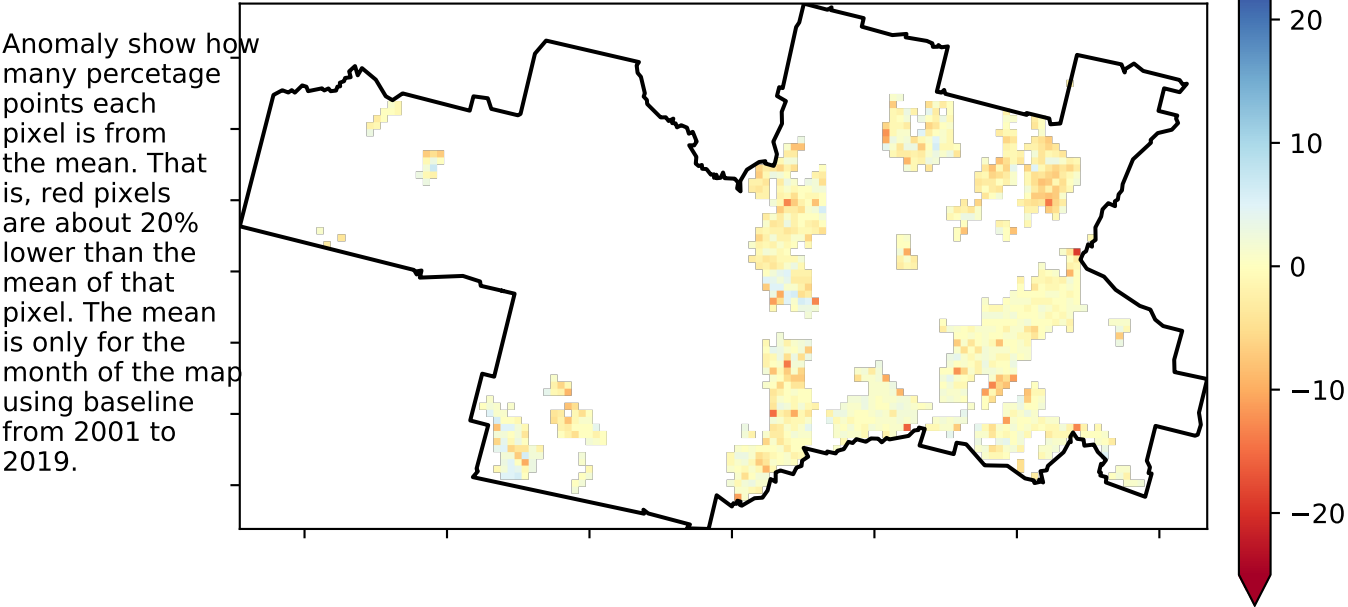 Anomaly show how
many percetage
points each
pixel is from
the mean. That
is, red pixels
are about 20%
lower than the
mean of that
pixel. The mean
is only for the
month of the map
using baseline
from 2001 to
2019.
20
10
0
−10
−20